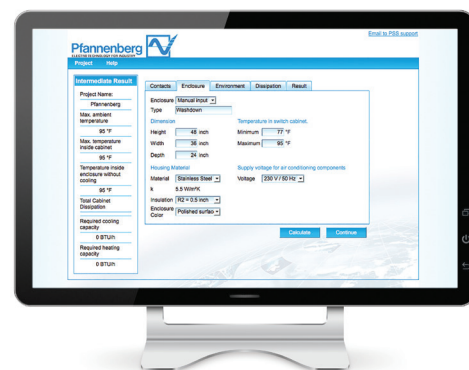 Email to PSS support
Pfannenberg
ELECTRO-TECHNOLOGY FOR INDUSTRY
Project Help
Intermediate Result
Project Name:
Pfannenberg
Max. ambient
temperature
95 °F
Max. temperature
inside cabinet
95 °F
Temperature inside
enclosure without
cooling
95 °F
Total Cabinet
Dissipation
Required cooling
capacity
0 BTU/h
Required heating
capacity
0 BTU/h
Contacts Enclosure Environment Dissipation Result
Enclosure Manual input
Type Washdown
Dimension Temperature in switch cabinet.
Height 48 inch Minimum 77 °F
Width 36 inch Maximum 95 °F
Depth 24 inch
Housing Material Supply voltage for air conditioning components
Material Stainless Steel Voltage 230 V / 50 Hz
k 5.5 W/m²K
Insulation R2 = 0.5 inch
Enclosure
Color Polished surfac
Calculate Continue